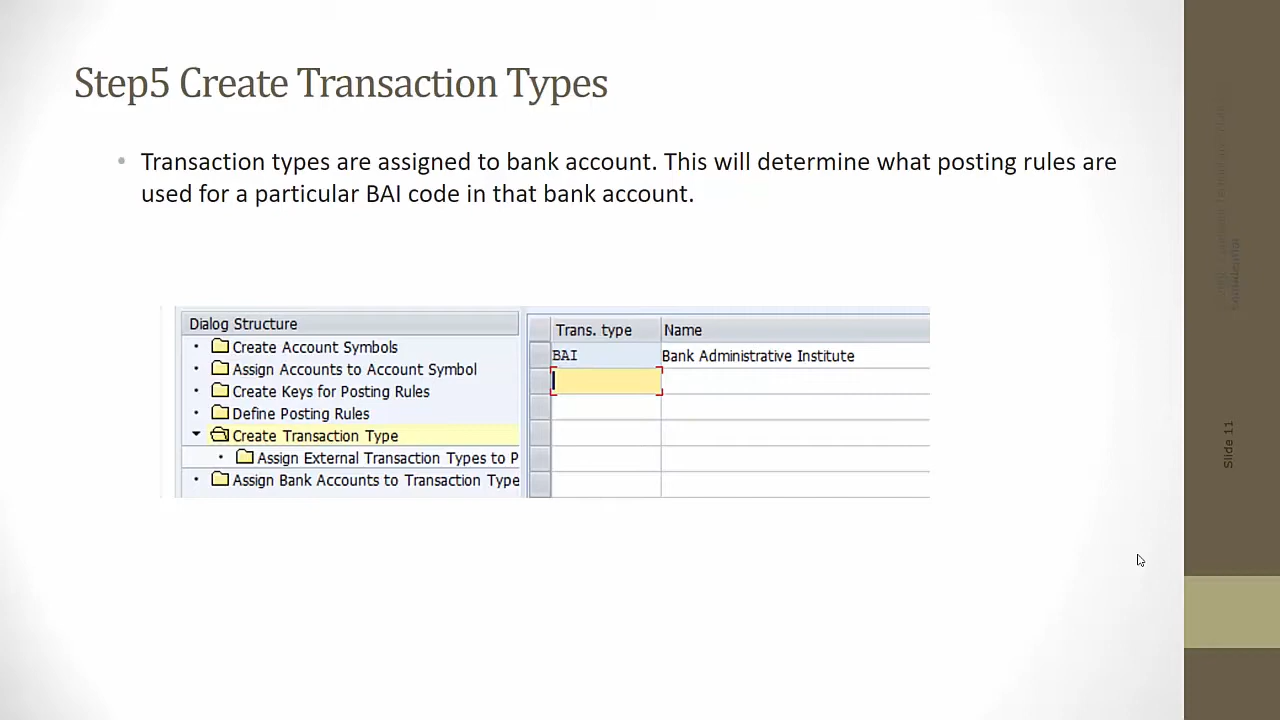 Step5 Create Transaction Types
Transaction types are assigned to bank account. This will determine what posting rules are
used for a particular BAI code in that bank account.
Dialog Structure
Create Account Symbols
Assign Accounts to Account Symbol
Create Keys for Posting Rules
Define Posting Rules
Create Transaction Type
Assign External Transaction Types to P
Assign Bank Accounts to Transaction Type
Trans. type Name
BAI Bank Administrative Institute
Confidential
Slide 11